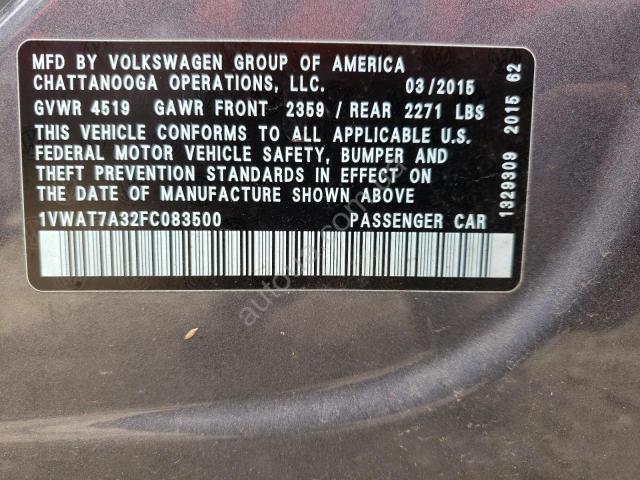 MFD BY VOLKSWAGEN GROUP OF AMERICA
CHATTANOOGA OPERATIONS, LLC. 03/2015
GVWR 4519 GAWR FRONT 2359 / REAR 2271 LBS
THIS VEHICLE CONFORMS TO ALL APPLICABLE U.S.
FEDERAL MOTOR VEHICLE SAFETY, BUMPER AND
THEFT PREVENTION STANDARDS IN EFFECT ON
THE DATE OF MANUFACTURE SHOWN ABOVE
1VWAT7A32FC083500 PASSENGER CAR
1929309 2015 62